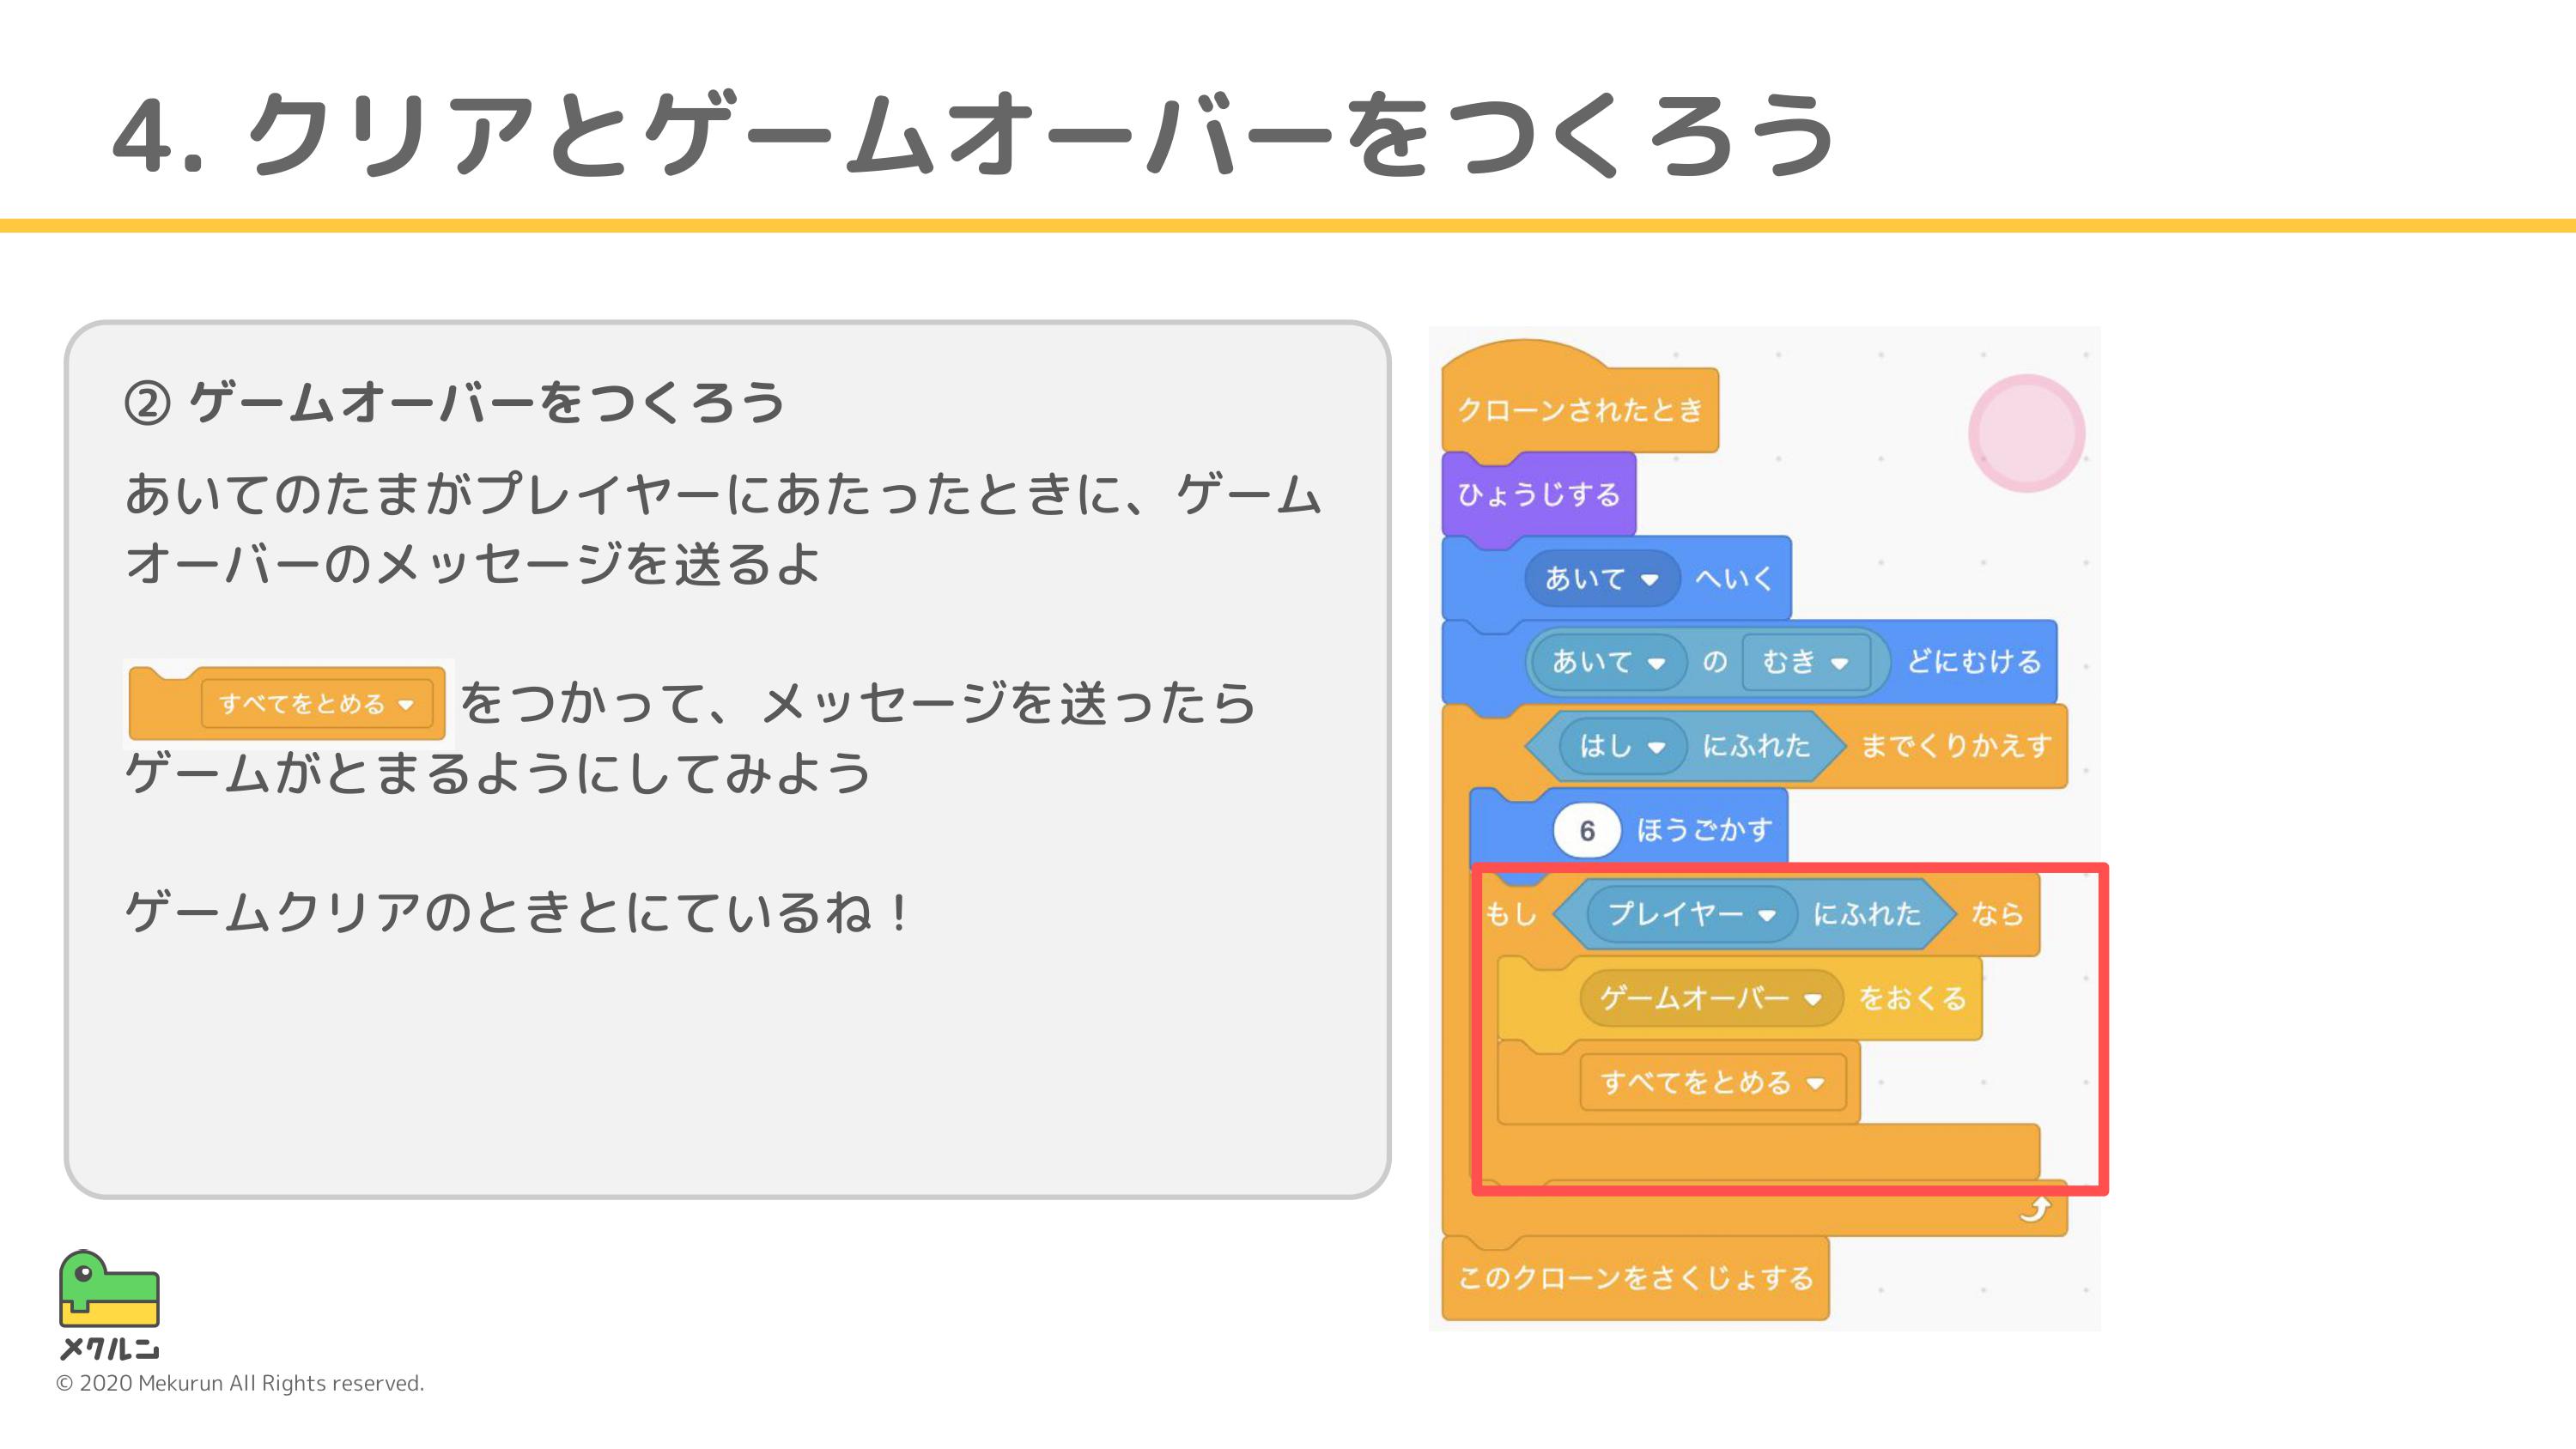 4. クリアとゲームオーバーをつくろう
② ゲームオーバーをつくろう
あいてのたまがプレイヤーにあたったときに、ゲーム
オーバーのメッセージを送るよ
すべてをとめる をつかって、メッセージを送ったら
ゲームがとまるようにしてみよう
ゲームクリアのときとにているね！
クローンされたとき
ひょうじする
あいて へいく
あいて の むき どにむける
はし にふれた までくりかえす
6 ほうごかす
もし プレイヤー にふれた なら
ゲームオーバー をおくる
すべてをとめる
このクローンをさくじょする
メクルン
© 2020 Mekurun All Rights reserved.